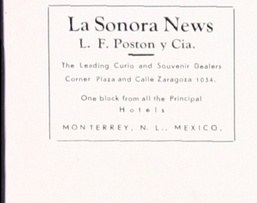 La Sonora News
L. F. Poston y Cia.
The Leading Curio and Souvenir Dealers
Corner Plaza and Calle Zaragoza 1034.
One block from all the Principal
Hotels
MONTERREY, N. L., MEXICO.